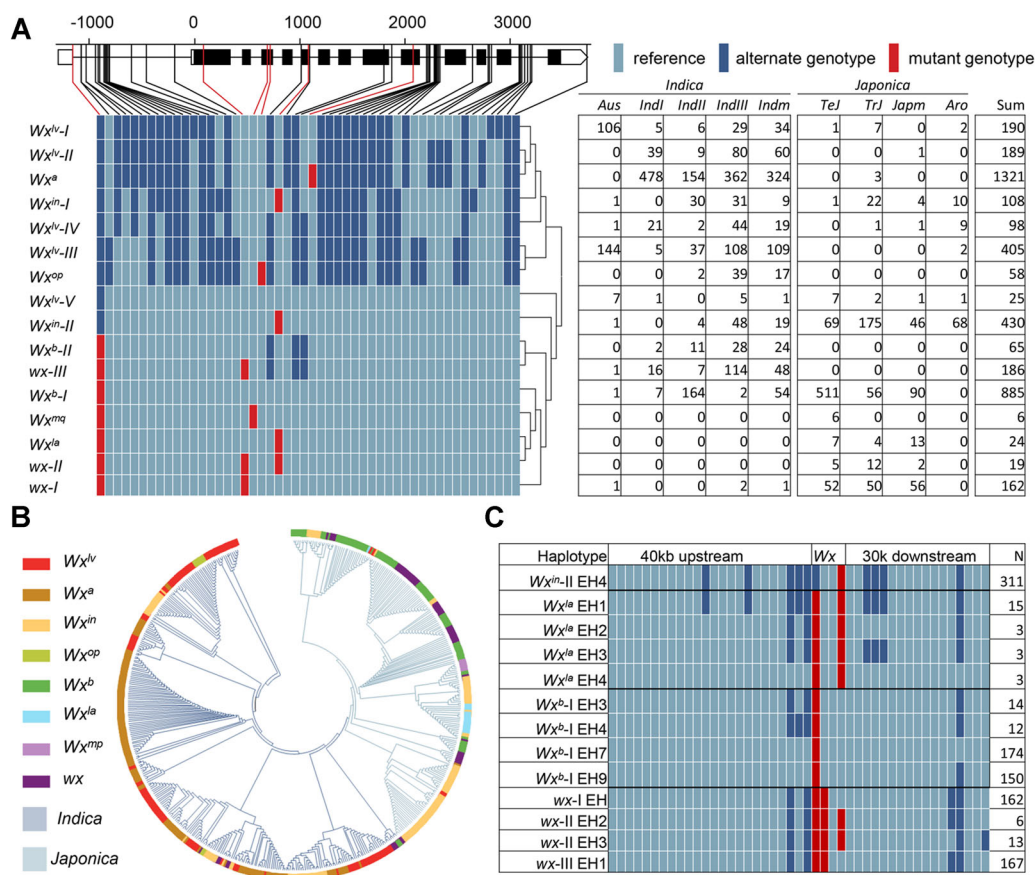 A
-1000 0 1000 2000 3000
reference alternate genotype mutant genotype
Indica Japonica
Aus IndI IndII IndIII Indm TeJ TrJ Japm Aro Sum
Wxlv-I 106 5 6 29 34 1 7 0 2 190
Wxlv-II 0 39 9 80 60 0 0 1 0 189
Wxa 0 478 154 362 324 0 3 0 0 1321
Wxin-I 1 0 30 31 9 1 22 4 10 108
Wxlv-IV 1 21 2 44 19 0 1 1 9 98
Wxlv-III 144 5 37 108 109 0 0 0 2 405
Wxop 0 0 2 39 17 0 0 0 0 58
Wxlv-V 7 1 0 5 1 7 2 1 1 25
Wxin-II 1 0 4 48 19 69 175 46 68 430
Wxb-II 0 2 11 28 24 0 0 0 0 65
wx-III 1 16 7 114 48 0 0 0 0 186
Wxb-I 1 7 164 2 54 511 56 90 0 885
Wxmq 0 0 0 0 0 6 0 0 0 6
Wxla 0 0 0 0 0 7 4 13 0 24
wx-II 0 0 0 0 0 5 12 2 0 19
wx-I 1 0 0 2 1 52 50 56 0 162
B
Wxlv
Wxa
Wxin
Wxop
Wxb
Wxla
Wxmp
wx
Indica
Japonica
C
Haplotype 40kb upstream Wx 30k downstream N
Wxin-II EH4 311
Wxla EH1 15
Wxla EH2 3
Wxla EH3 3
Wxla EH4 3
Wxb-I EH3 14
Wxb-I EH4 12
Wxb-I EH7 174
Wxb-I EH9 150
wx-I EH 162
wx-II EH2 6
wx-II EH3 13
wx-III EH1 167